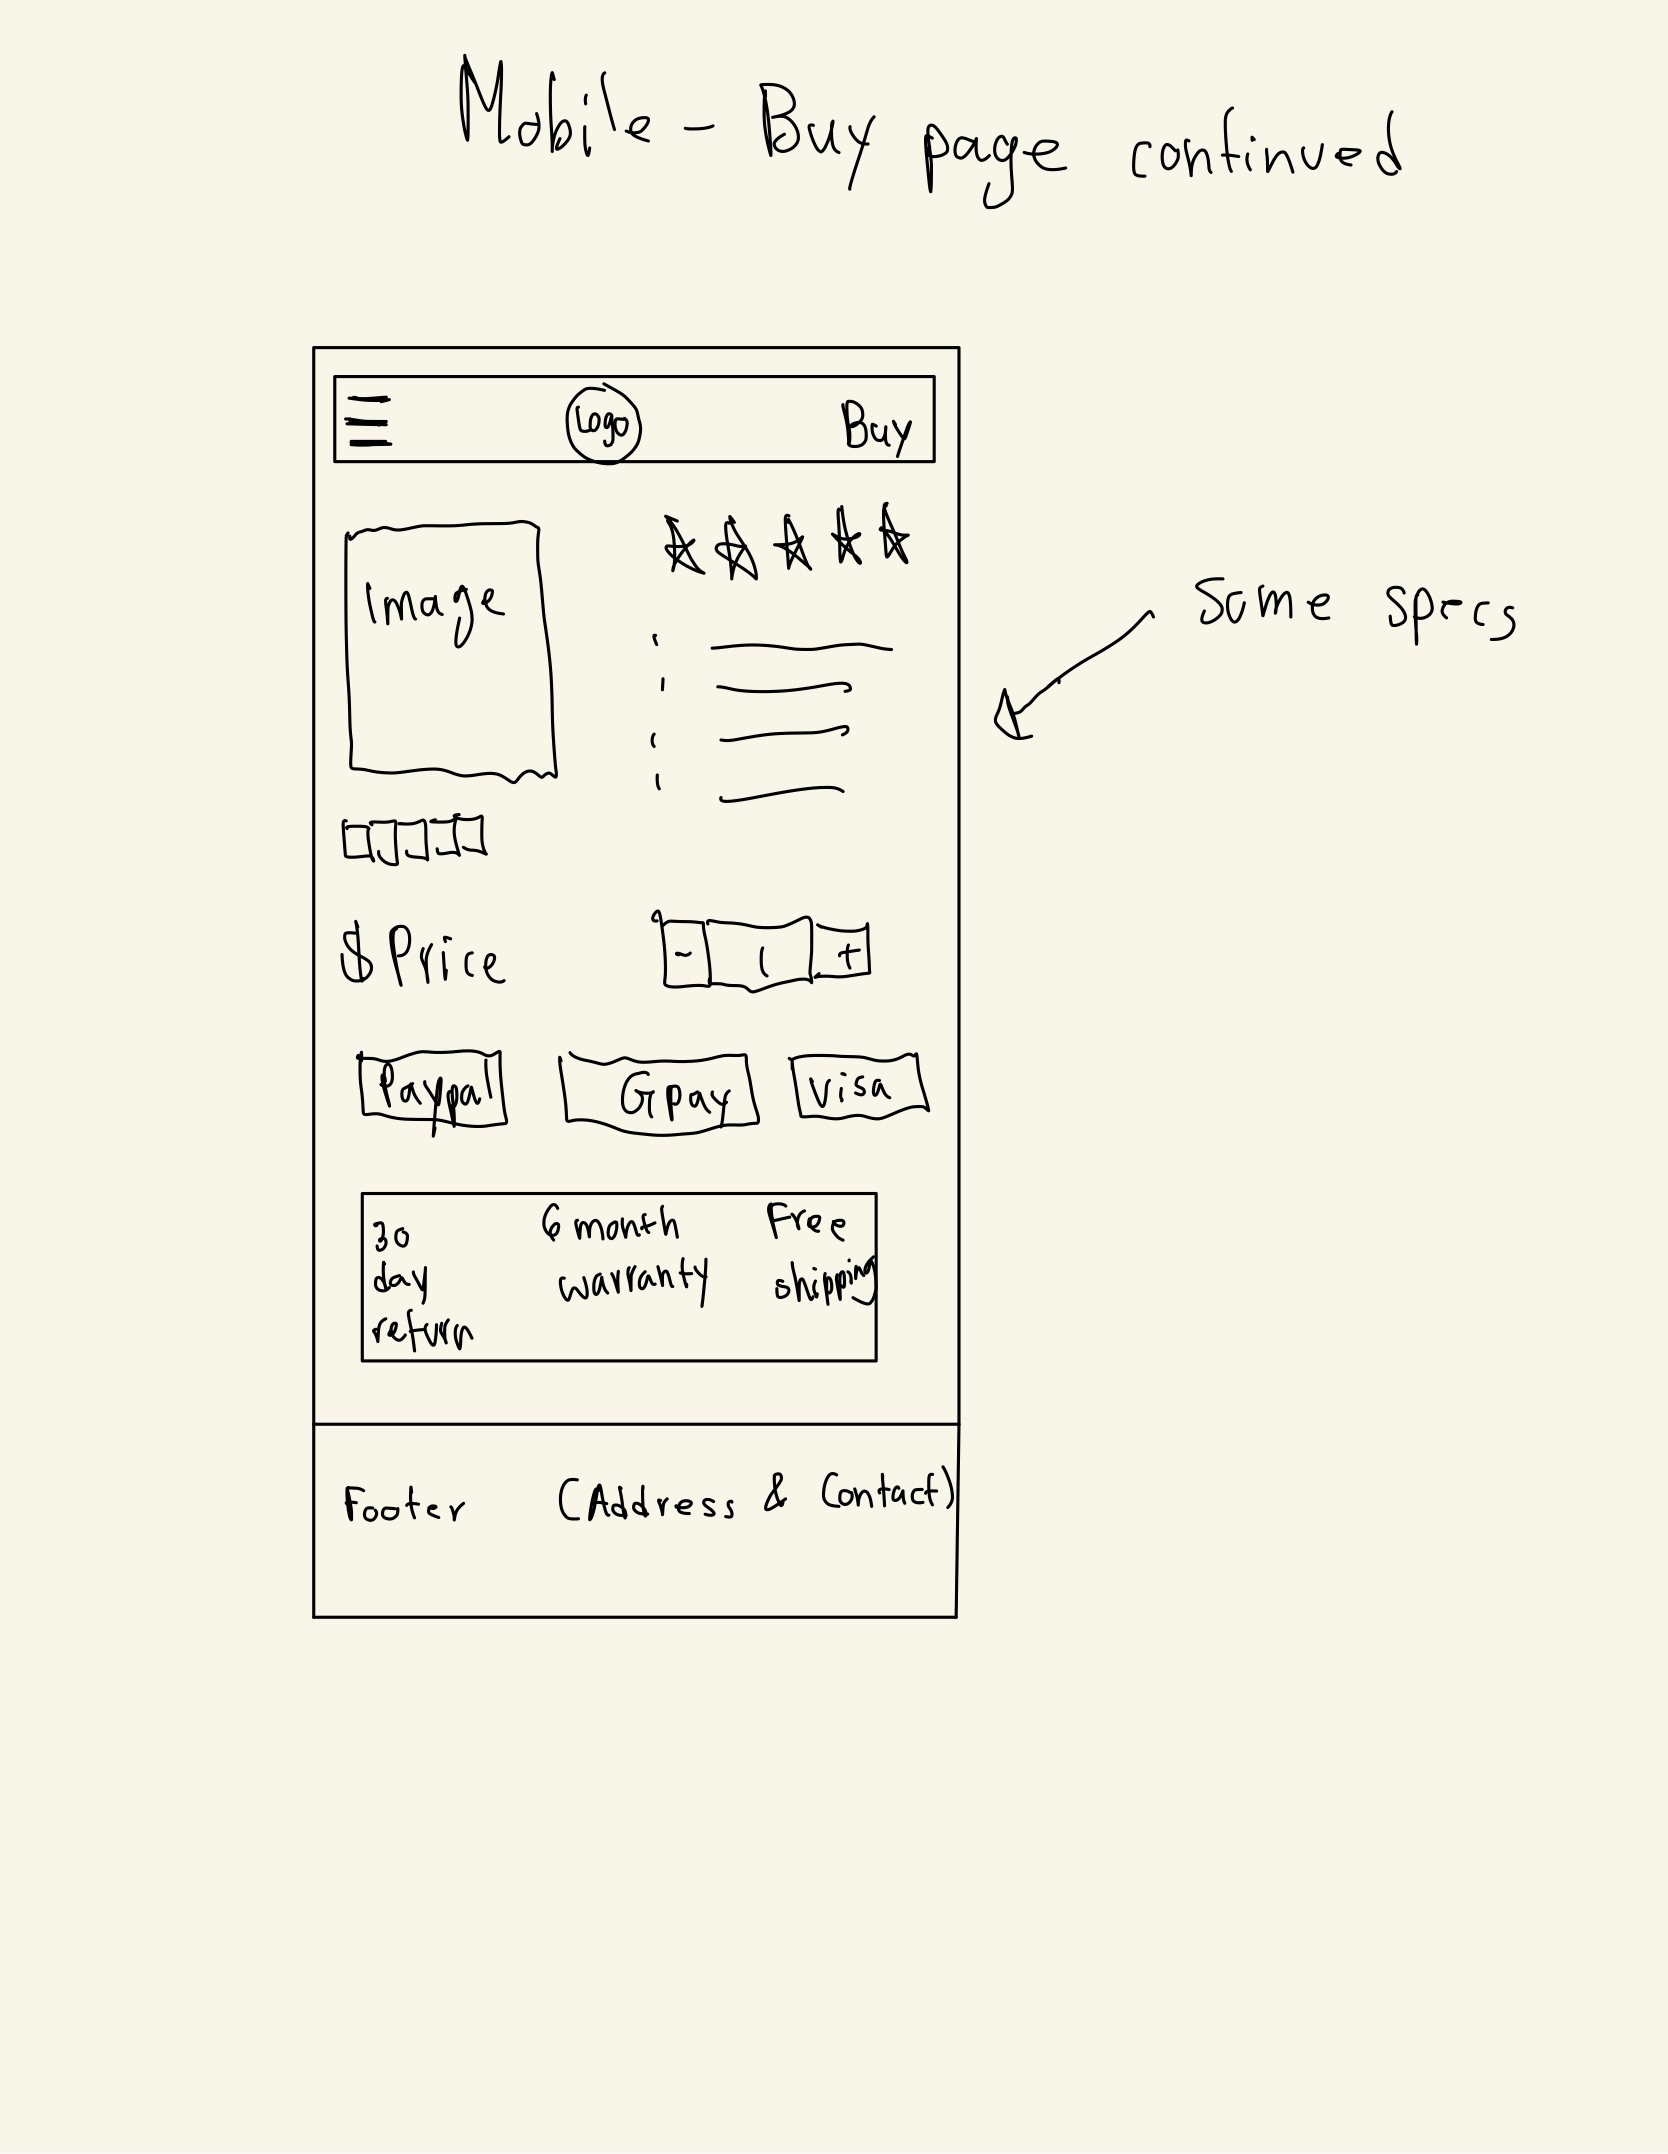 Mobile - Buy page continued
Logo
Buy
Image
Some specs
$ Price
- 1 +
Paypal
G pay
Visa
30
day
return
6 month
warranty
Free
shipping
Footer (Address & Contact)